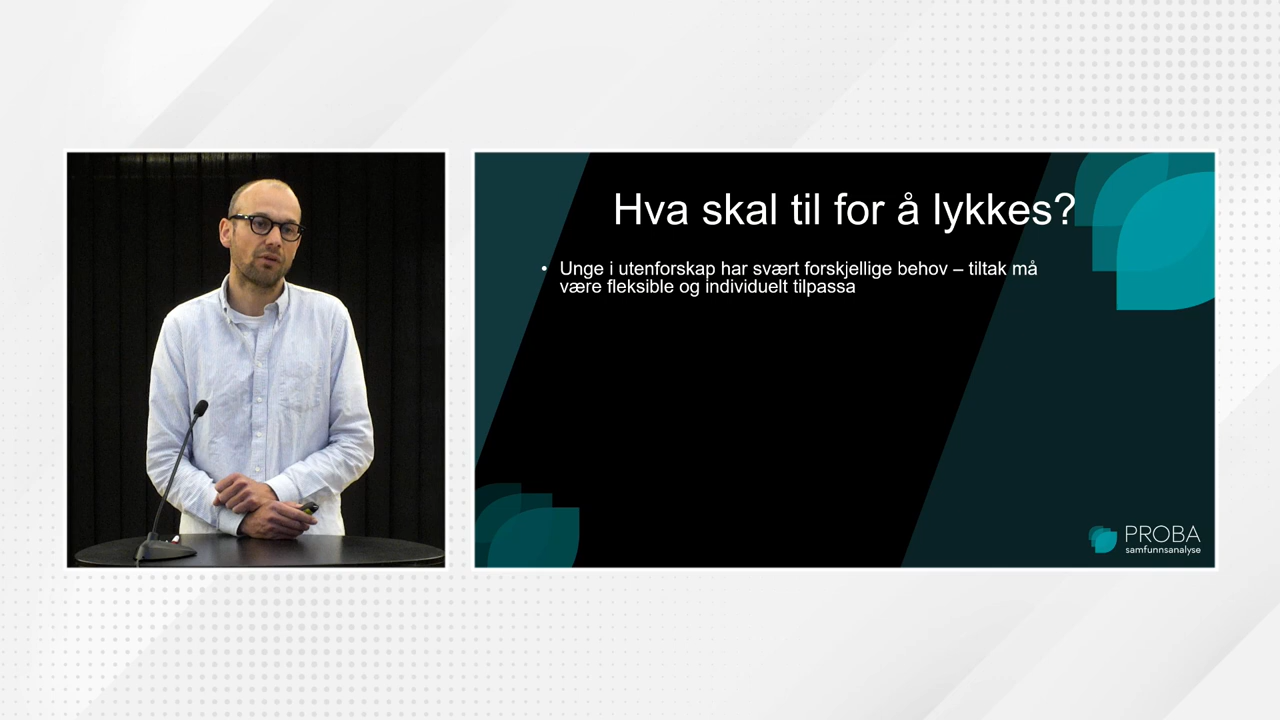 Hva skal til for å lykkes?
• Unge i utenforskap har svært forskjellige behov – tiltak må
være fleksible og individuelt tilpassa
PROBA
samfunnsanalyse